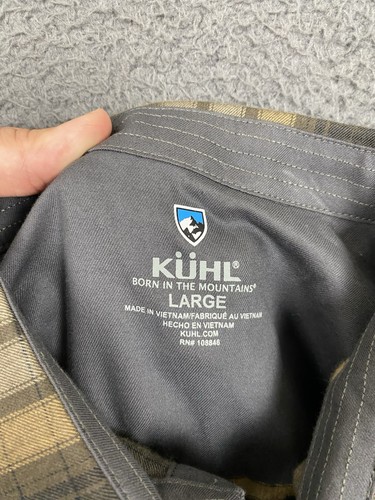 KÜHL®
BORN IN THE MOUNTAINS®
LARGE
MADE IN VIETNAM/FABRIQUÉ AU VIETNAM
HECHO EN VIETNAM
KUHL.COM
RN# 108846